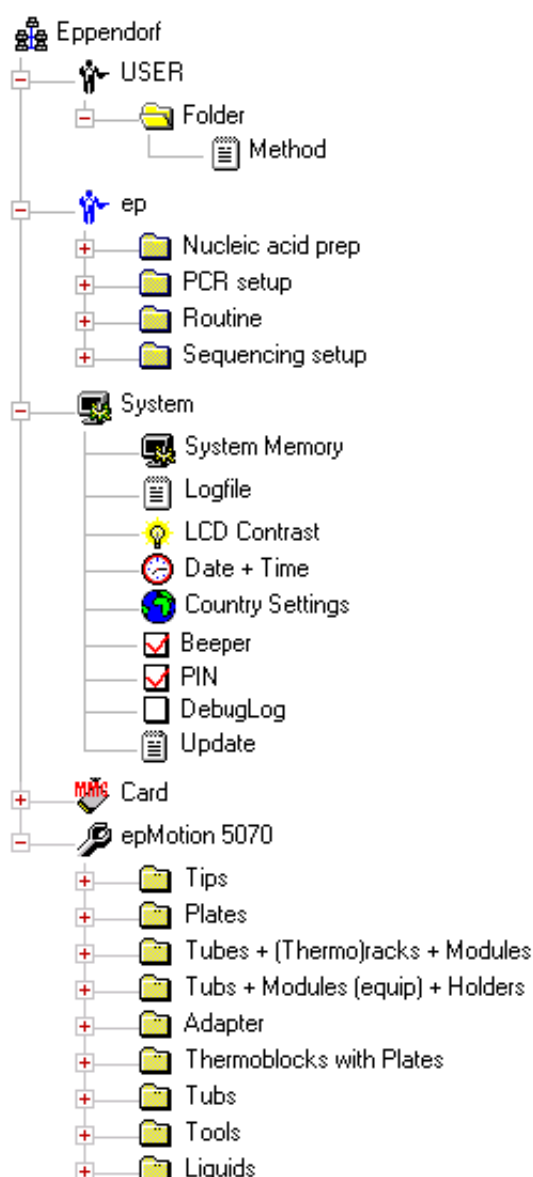 Eppendorf
USER
Folder
Method
ep
Nucleic acid prep
PCR setup
Routine
Sequencing setup
System
System Memory
Logfile
LCD Contrast
Date + Time
Country Settings
Beeper
PIN
DebugLog
Update
MMC Card
epMotion 5070
Tips
Plates
Tubes + (Thermo)racks + Modules
Tubs + Modules (equip) + Holders
Adapter
Thermoblocks with Plates
Tubs
Tools
Liquids